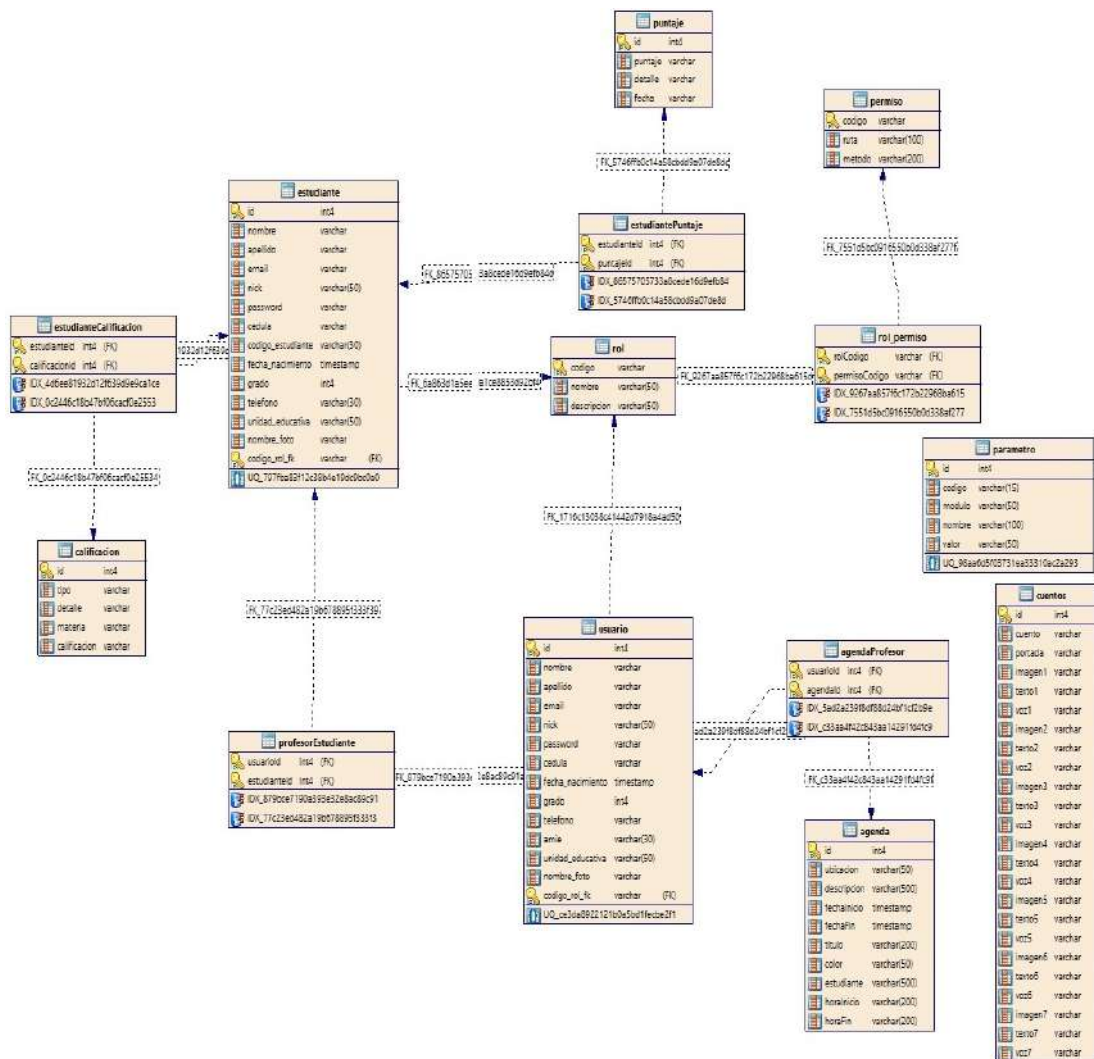 puntaje
id int4
puntaje varchar
detalle varchar
fecha varchar
permiso
codigo varchar
ruta varchar(100)
metodo varchar(200)
estudiante
id int4
nombre varchar
apellido varchar
email varchar
nick varchar(50)
password varchar
cedula varchar
codigo_estudiante varchar(30)
fecha_nacimiento timestamp
grado int4
telefono varchar(30)
unidad_educativa varchar(50)
nombre_foto varchar
codigo_rol_fk varchar (FK)
estudiantePuntaje
estudianteId int4 (FK)
puntajeId int4 (FK)
estudianteCalificacion
estudianteId int4 (FK)
calificacionId int4 (FK)
rol
codigo varchar
nombre varchar(50)
descripcion varchar(50)
rol_permiso
rolCodigo varchar (FK)
permisoCodigo varchar (FK)
parametro
id int4
codigo varchar(15)
modulo varchar(50)
nombre varchar(100)
valor varchar(50)
calificacion
id int4
tipo varchar
detalle varchar
materia varchar
calificacion varchar
cuentos
id int4
cuento varchar
portada varchar
imagen1 varchar
texto1 varchar
voz1 varchar
imagen2 varchar
texto2 varchar
voz2 varchar
imagen3 varchar
texto3 varchar
voz3 varchar
imagen4 varchar
texto4 varchar
voz4 varchar
imagen5 varchar
texto5 varchar
voz5 varchar
imagen6 varchar
texto6 varchar
voz6 varchar
imagen7 varchar
texto7 varchar
voz7 varchar
usuario
id int4
nombre varchar
apellido varchar
email varchar
nick varchar(50)
password varchar
cedula varchar
fecha_nacimiento timestamp
grado int4
telefono varchar
amie varchar(30)
unidad_educativa varchar(50)
nombre_foto varchar
codigo_rol_fk varchar (FK)
agendaProfesor
usuarioId int4 (FK)
agendaId int4 (FK)
profesorEstudiante
usuarioId int4 (FK)
estudianteId int4 (FK)
agenda
id int4
ubicacion varchar(50)
descripcion varchar(500)
fechaInicio timestamp
fechaFin timestamp
titulo varchar(200)
color varchar(50)
estudiante varchar(500)
horaInicio varchar(200)
horaFin varchar(200)